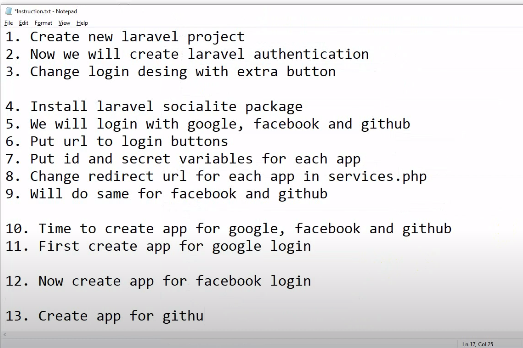 *Instruction.txt - Notepad
File Edit Format View Help
1. Create new laravel project
2. Now we will create laravel authentication
3. Change login desing with extra button
4. Install laravel socialite package
5. We will login with google, facebook and github
6. Put url to login buttons
7. Put id and secret variables for each app
8. Change redirect url for each app in services.php
9. Will do same for facebook and github
10. Time to create app for google, facebook and github
11. First create app for google login
12. Now create app for facebook login
13. Create app for githu
Ln 17, Col 25